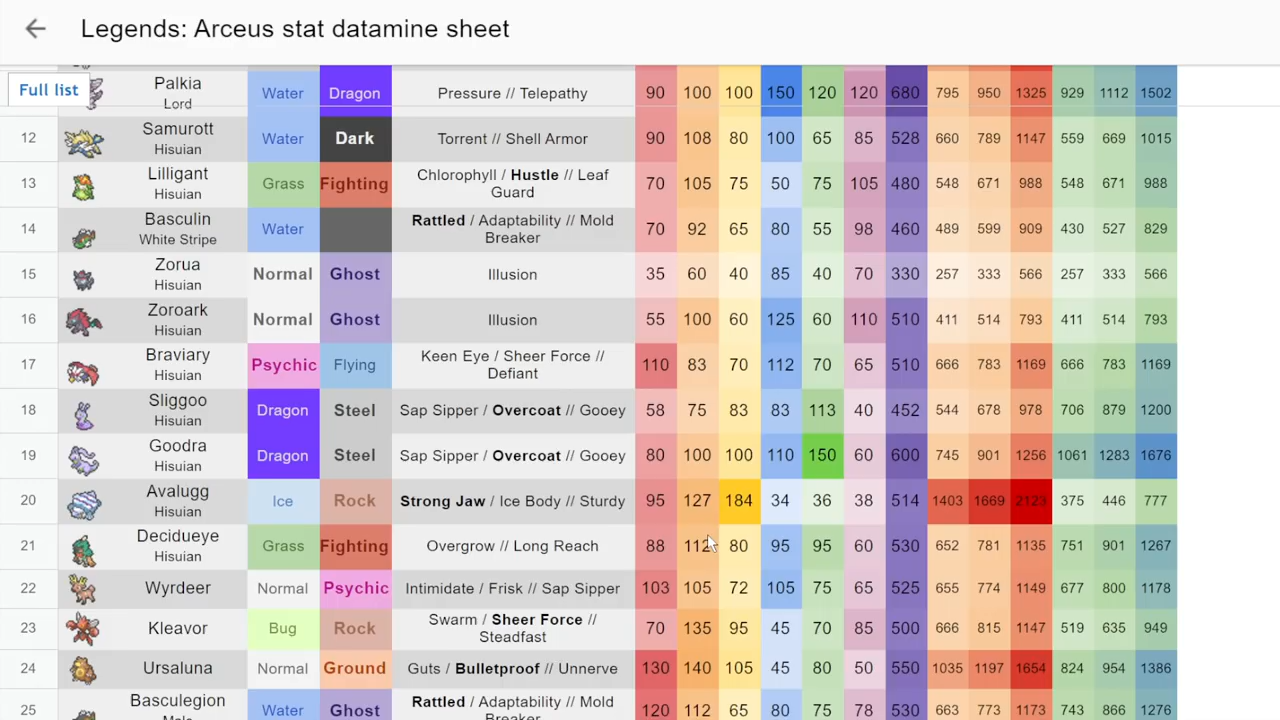 Legends: Arceus stat datamine sheet
Full list
Palkia Lord Water Dragon Pressure // Telepathy 90 100 100 150 120 120 680 795 950 1325 929 1112 1502
12 Samurott Hisuian Water Dark Torrent // Shell Armor 90 108 80 100 65 85 528 660 789 1147 559 669 1015
13 Lilligant Hisuian Grass Fighting Chlorophyll / Hustle // Leaf Guard 70 105 75 50 75 105 480 548 671 988 548 671 988
14 Basculin White Stripe Water Rattled / Adaptability // Mold Breaker 70 92 65 80 55 98 460 489 599 909 430 527 829
15 Zorua Hisuian Normal Ghost Illusion 35 60 40 85 40 70 330 257 333 566 257 333 566
16 Zoroark Hisuian Normal Ghost Illusion 55 100 60 125 60 110 510 411 514 793 411 514 793
17 Braviary Hisuian Psychic Flying Keen Eye / Sheer Force // Defiant 110 83 70 112 70 65 510 666 783 1169 666 783 1169
18 Sliggoo Hisuian Dragon Steel Sap Sipper / Overcoat // Gooey 58 75 83 83 113 40 452 544 678 978 706 879 1200
19 Goodra Hisuian Dragon Steel Sap Sipper / Overcoat // Gooey 80 100 100 110 150 60 600 745 901 1256 1061 1283 1676
20 Avalugg Hisuian Ice Rock Strong Jaw / Ice Body // Sturdy 95 127 184 34 36 38 514 1403 1669 2123 375 446 777
21 Decidueye Hisuian Grass Fighting Overgrow // Long Reach 88 112 80 95 95 60 530 652 781 1135 751 901 1267
22 Wyrdeer Normal Psychic Intimidate / Frisk // Sap Sipper 103 105 72 105 75 65 525 655 774 1149 677 800 1178
23 Kleavor Bug Rock Swarm / Sheer Force // Steadfast 70 135 95 45 70 85 500 666 815 1147 519 635 949
24 Ursaluna Normal Ground Guts / Bulletproof // Unnerve 130 140 105 45 80 50 550 1035 1197 1654 824 954 1386
25 Basculegion Male Water Ghost Rattled / Adaptability // Mold Breaker 120 112 65 80 75 78 530 663 773 1173 743 866 1276